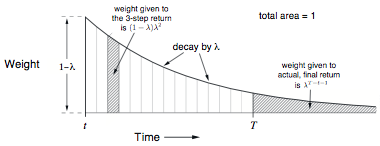 weight given to
the 3-step return
is (1 − λ)λ²
total area = 1
decay by λ
Weight
1−λ
weight given to
actual, final return
is λᵀ⁻ᵗ⁻¹
t
T
Time